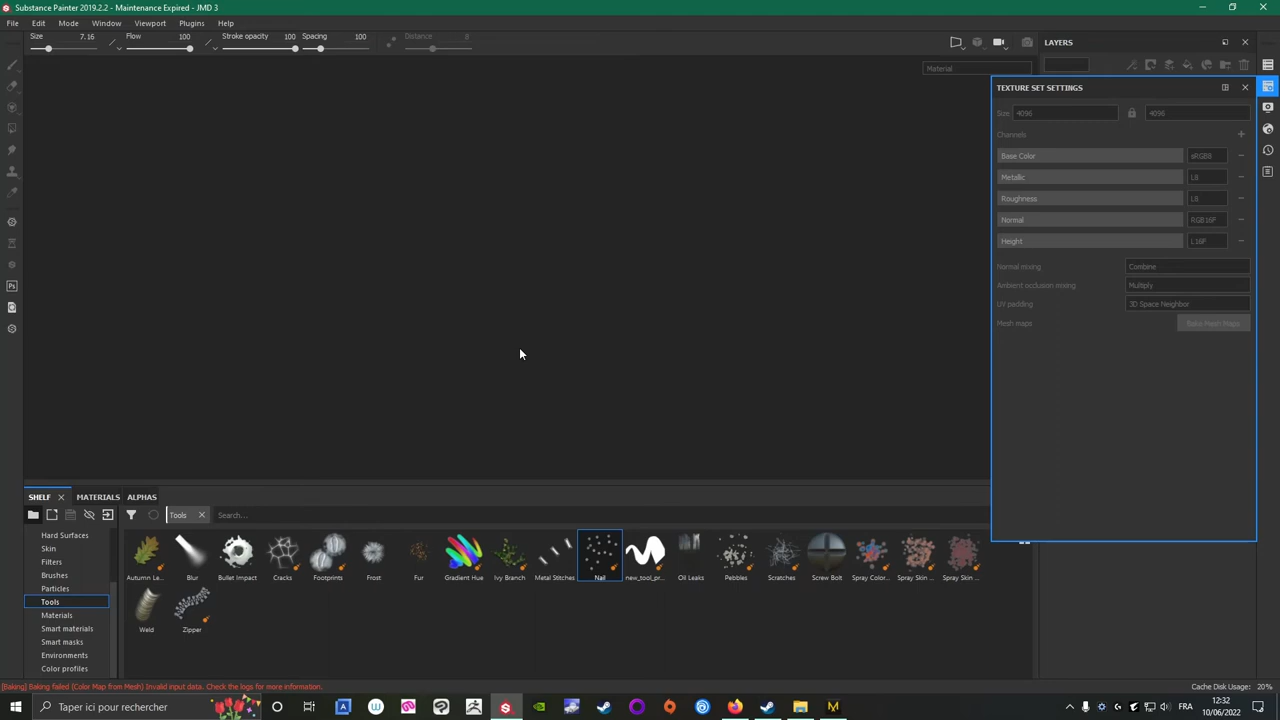 Substance Painter 2019.2.2 - Maintenance Expired - JMD 3
File Edit Mode Window Viewport Plugins Help
Size 7.16 Flow 100 Stroke opacity 100 Spacing 100 Distance 8
LAYERS
Material
TEXTURE SET SETTINGS
Size 4096 4096
Channels
Base Color sRGB8
Metallic L8
Roughness L8
Normal RGB16F
Height L16F
Normal mixing Combine
Ambient occlusion mixing Multiply
UV padding 3D Space Neighbor
Mesh maps Bake Mesh Maps
SHELF MATERIALS ALPHAS
Tools Search...
Hard Surfaces
Skin
Filters
Brushes
Particles
Tools
Materials
Smart materials
Smart masks
Environments
Color profiles
Autumn La... Blur Bullet Impact Cracks Footprints Frost Fur Gradient Hue Ivy Branch Metal Stitches Nail new_tool_pr... Oil Leaks Pebbles Scratches Screw Bolt Spray Color... Spray Skin ... Spray Skin ...
Weld Zipper
[Baking] Baking failed (Color Map from Mesh) Invalid input data. Check the logs for more information.
Cache Disk Usage: 20%
Taper ici pour rechercher
Ps
FRA
12:32
10/06/2022